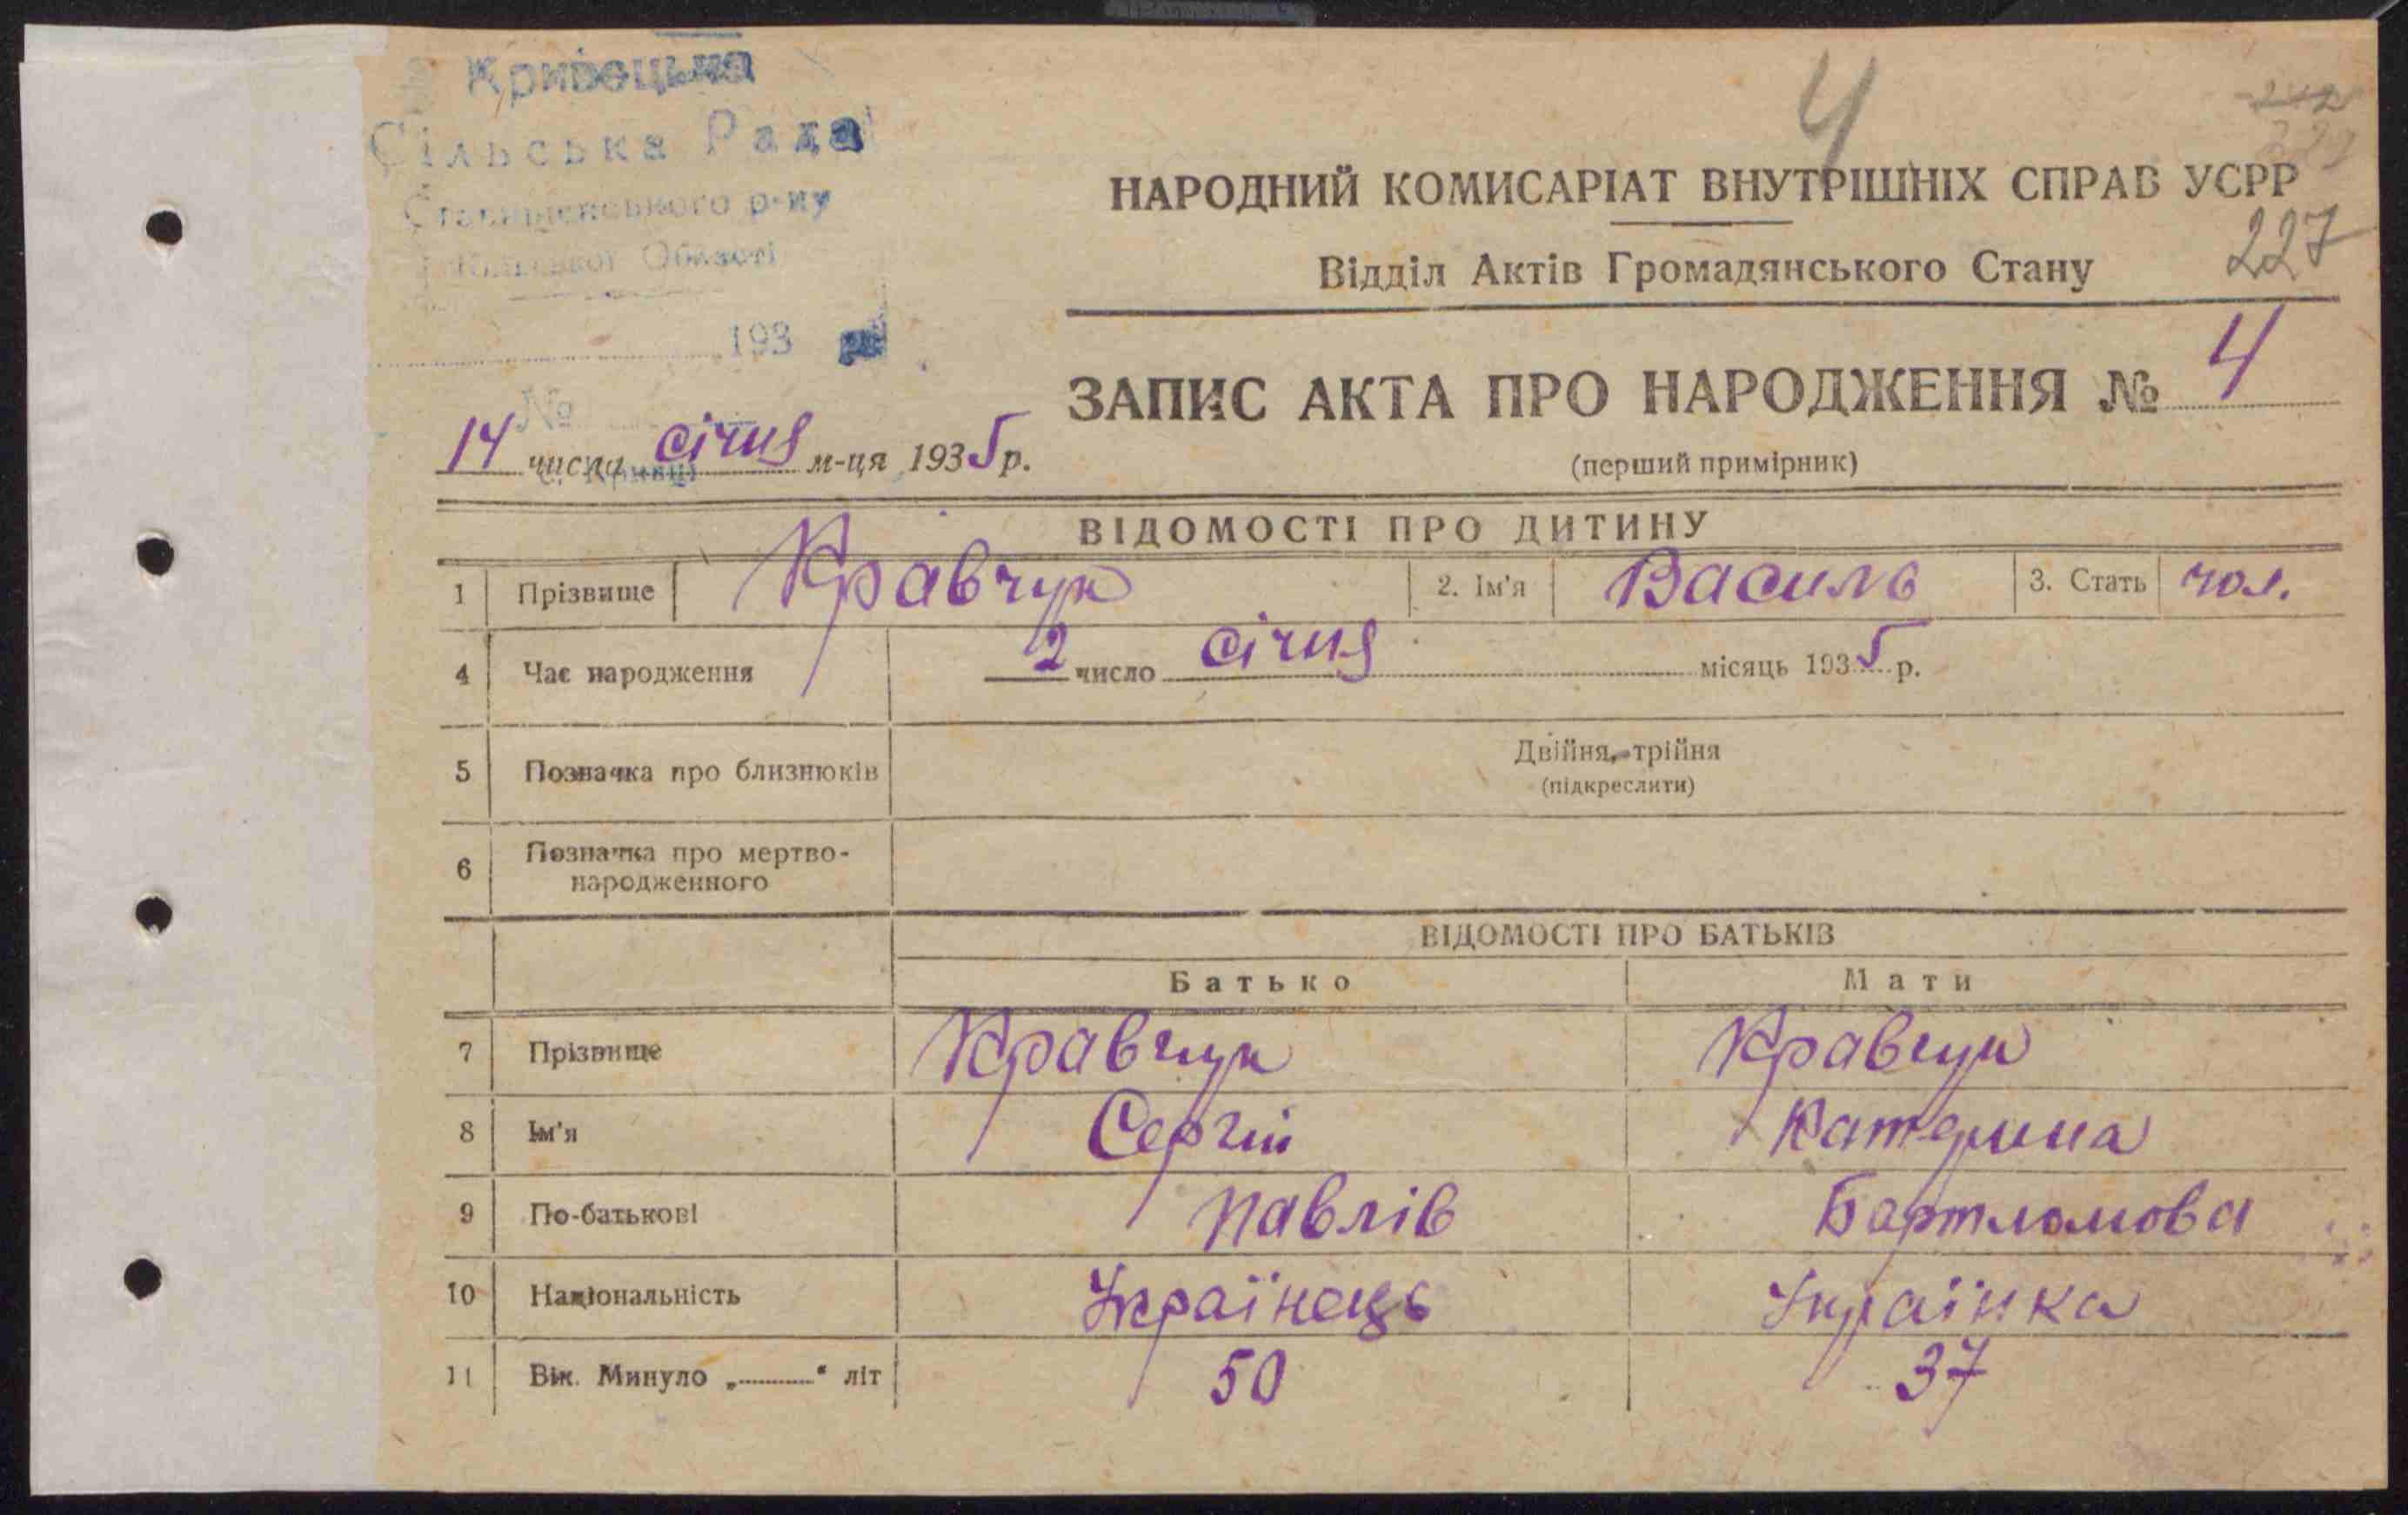 Кривецька
Сільська Рада
Ставищенського р-ну
Київської Області
193
№
с. Кривці
4
242
227
НАРОДНИЙ КОМИСАРІАТ ВНУТРІШНІХ СПРАВ УСРР
Відділ Актів Громадянського Стану
ЗАПИС АКТА ПРО НАРОДЖЕННЯ № 4
(перший примірник)
14 числа січня м-ця 1935 р.
ВІДОМОСТІ ПРО ДИТИНУ
1 Прізвище Кравчук 2. Ім'я Василь 3. Стать чол.
4 Час народження 2 число січня місяць 1935 р.
5 Позначка про близнюків Двійня, трійня
(підкреслити)
6 Позначка про мертво-
народженного
ВІДОМОСТІ ПРО БАТЬКІВ
Батько Мати
7 Прізвище Кравчук Кравчук
8 Ім'я Сергій Катерина
9 По-батькові Павлів Бартломова
10 Національність Українець Українка
11 Вік. Минуло „ “ літ 50 37